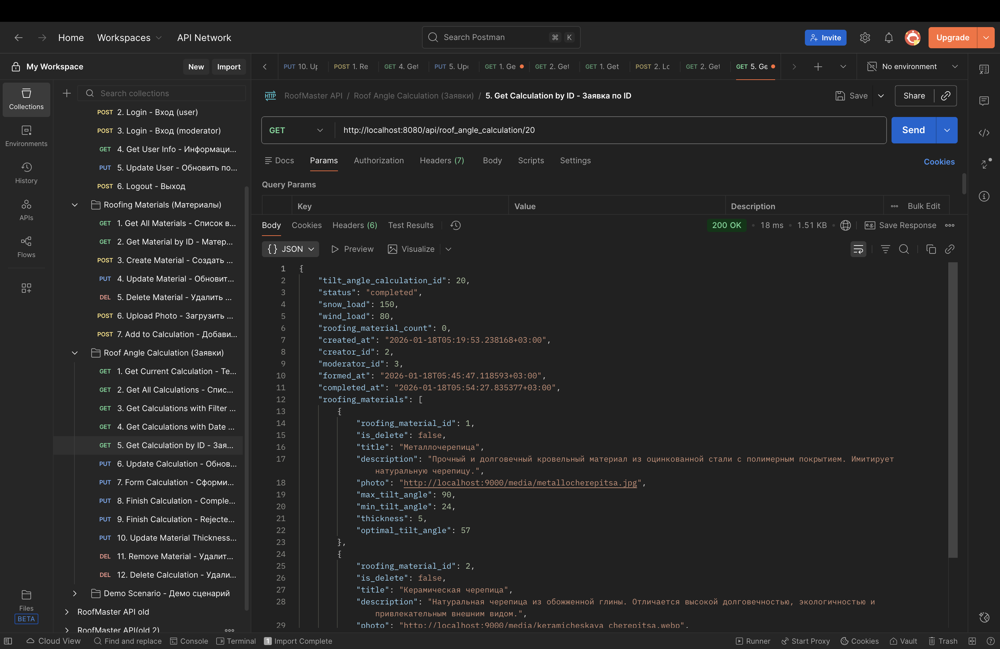 Home Workspaces API Network Search Postman ⌘ K Invite Upgrade
My Workspace New Import
PUT 10. Up POST 1. Re GET 4. Get PUT 5. Upd GET 1. Ge GET 2. Get GET 1. Get POST 2. Lo GET 2. Get GET 5. Ge No environment
Collections
Environments
History
APIs
Flows
Files
BETA
Search collections
POST 2. Login - Вход (user)
POST 3. Login - Вход (moderator)
GET 4. Get User Info - Информаци...
PUT 5. Update User - Обновить по...
POST 6. Logout - Выход
Roofing Materials (Материалы)
GET 1. Get All Materials - Список в...
GET 2. Get Material by ID - Матер...
POST 3. Create Material - Создать ...
PUT 4. Update Material - Обновит...
DEL 5. Delete Material - Удалить ...
POST 6. Upload Photo - Загрузить ...
POST 7. Add to Calculation - Добави...
Roof Angle Calculation (Заявки)
GET 1. Get Current Calculation - Те...
GET 2. Get All Calculations - Спис...
GET 3. Get Calculations with Filter ...
GET 4. Get Calculations with Date ...
GET 5. Get Calculation by ID - Зая...
PUT 6. Update Calculation - Обнов...
PUT 7. Form Calculation - Сформи...
PUT 8. Finish Calculation - Comple...
PUT 9. Finish Calculation - Rejecte...
PUT 10. Update Material Thickness...
DEL 11. Remove Material - Удалит...
DEL 12. Delete Calculation - Удали...
Demo Scenario - Демо сценарий
RoofMaster API old
RoofMaster API(old 2)
HTTP RoofMaster API / Roof Angle Calculation (Заявки) / 5. Get Calculation by ID - Заявка по ID Save Share
GET http://localhost:8080/api/roof_angle_calculation/20 Send
Docs Params Authorization Headers (7) Body Scripts Settings Cookies
Query Params
Key Value Description Bulk Edit
Body Cookies Headers (6) Test Results 200 OK 18 ms 1.51 KB e.g. Save Response
{} JSON Preview Visualize
1 {
2 "tilt_angle_calculation_id": 20,
3 "status": "completed",
4 "snow_load": 150,
5 "wind_load": 80,
6 "roofing_material_count": 0,
7 "created_at": "2026-01-18T05:19:53.238168+03:00",
8 "creator_id": 2,
9 "moderator_id": 3,
10 "formed_at": "2026-01-18T05:45:47.118593+03:00",
11 "completed_at": "2026-01-18T05:54:27.835377+03:00",
12 "roofing_materials": [
13 {
14 "roofing_material_id": 1,
15 "is_delete": false,
16 "title": "Металлочерепица",
17 "description": "Прочный и долговечный кровельный материал из оцинкованной стали с полимерным покрытием. Имитирует
натуральную черепицу.",
18 "photo": "http://localhost:9000/media/metallocherepitsa.jpg",
19 "max_tilt_angle": 90,
20 "min_tilt_angle": 24,
21 "thickness": 5,
22 "optimal_tilt_angle": 57
23 },
24 {
25 "roofing_material_id": 2,
26 "is_delete": false,
27 "title": "Керамическая черепица",
28 "description": "Натуральная черепица из обожженной глины. Отличается высокой долговечностью, экологичностью и
привлекательным внешним видом.",
29 "photo": "http://localhost:9000/media/keramicheskaya_cherepitsa.webp",
Cloud View Find and replace Console Terminal 1 Import Complete Runner Start Proxy Cookies Vault Trash